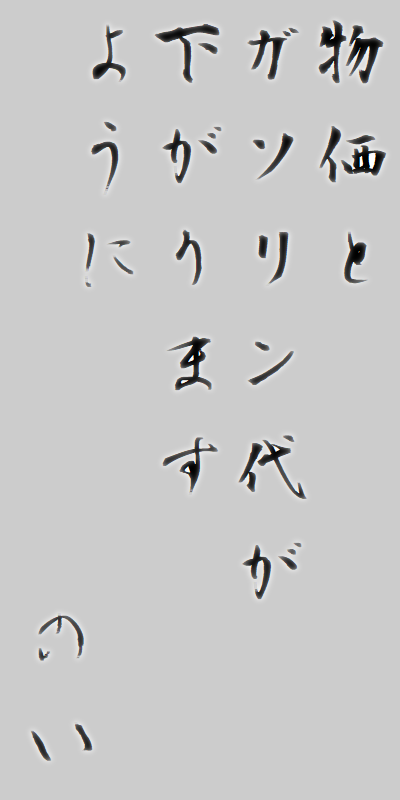 物価と
ガソリン代が
下がります
ように
のい